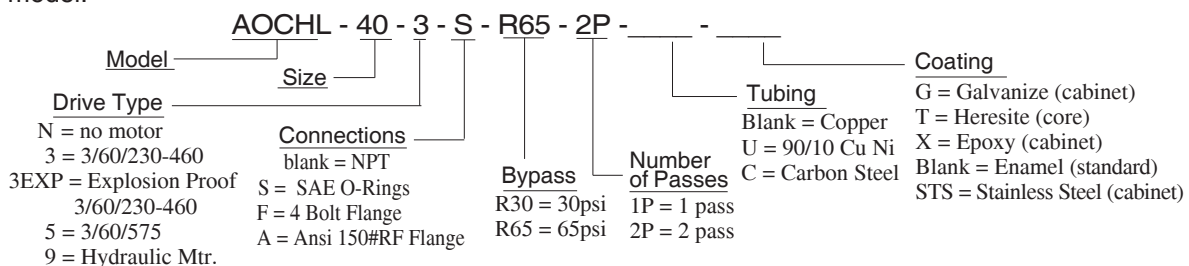 model.
AOCHL - 40 - 3 - S - R65 - 2P - ____ - ____
Model
Size
Drive Type
N = no motor
3 = 3/60/230-460
3EXP = Explosion Proof
3/60/230-460
5 = 3/60/575
9 = Hydraulic Mtr.
Connections
blank = NPT
S = SAE O-Rings
F = 4 Bolt Flange
A = Ansi 150#RF Flange
Bypass
R30 = 30psi
R65 = 65psi
Number
of Passes
1P = 1 pass
2P = 2 pass
Tubing
Blank = Copper
U = 90/10 Cu Ni
C = Carbon Steel
Coating
G = Galvanize (cabinet)
T = Heresite (core)
X = Epoxy (cabinet)
Blank = Enamel (standard)
STS = Stainless Steel (cabinet)